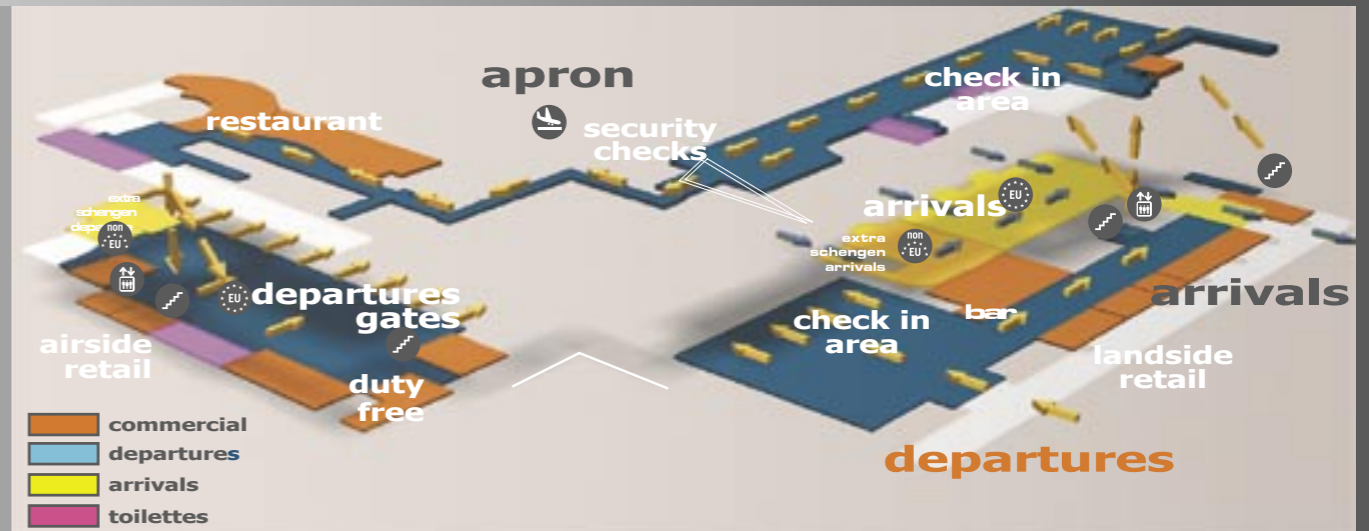 apron
restaurant
security
checks
check in
area
arrivals
EU
extra
schengen
non
EU
extra
schengen
arrivals
non
EU
EU
departures
gates
airside
retail
duty
free
check in
area
bar
arrivals
landside
retail
departures
commercial
departures
arrivals
toilettes